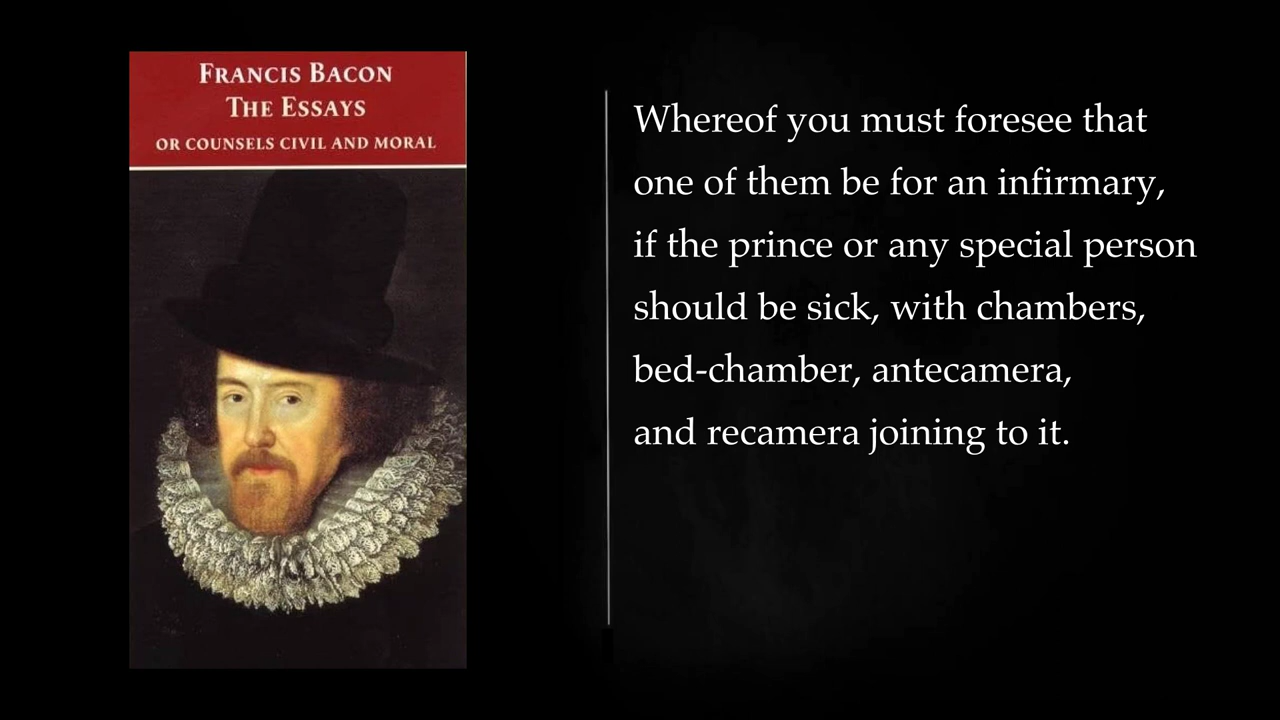 FRANCIS BACON
THE ESSAYS
OR COUNSELS CIVIL AND MORAL
Whereof you must foresee that
one of them be for an infirmary,
if the prince or any special person
should be sick, with chambers,
bed-chamber, antecamera,
and recamera joining to it.